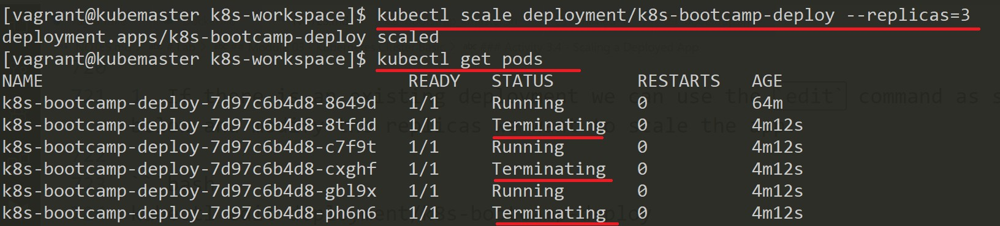 [vagrant@kubemaster k8s-workspace]$ kubectl scale deployment/k8s-bootcamp-deploy --replicas=3
deployment.apps/k8s-bootcamp-deploy scaled
[vagrant@kubemaster k8s-workspace]$ kubectl get pods
NAME READY STATUS RESTARTS AGE
k8s-bootcamp-deploy-7d97c6b4d8-8649d 1/1 Running 0 64m
k8s-bootcamp-deploy-7d97c6b4d8-8tfdd 1/1 Terminating 0 4m12s
k8s-bootcamp-deploy-7d97c6b4d8-c7f9t 1/1 Running 0 4m12s
k8s-bootcamp-deploy-7d97c6b4d8-cxghf 1/1 Terminating 0 4m12s
k8s-bootcamp-deploy-7d97c6b4d8-gbl9x 1/1 Running 0 4m12s
k8s-bootcamp-deploy-7d97c6b4d8-ph6n6 1/1 Terminating 0 4m12s